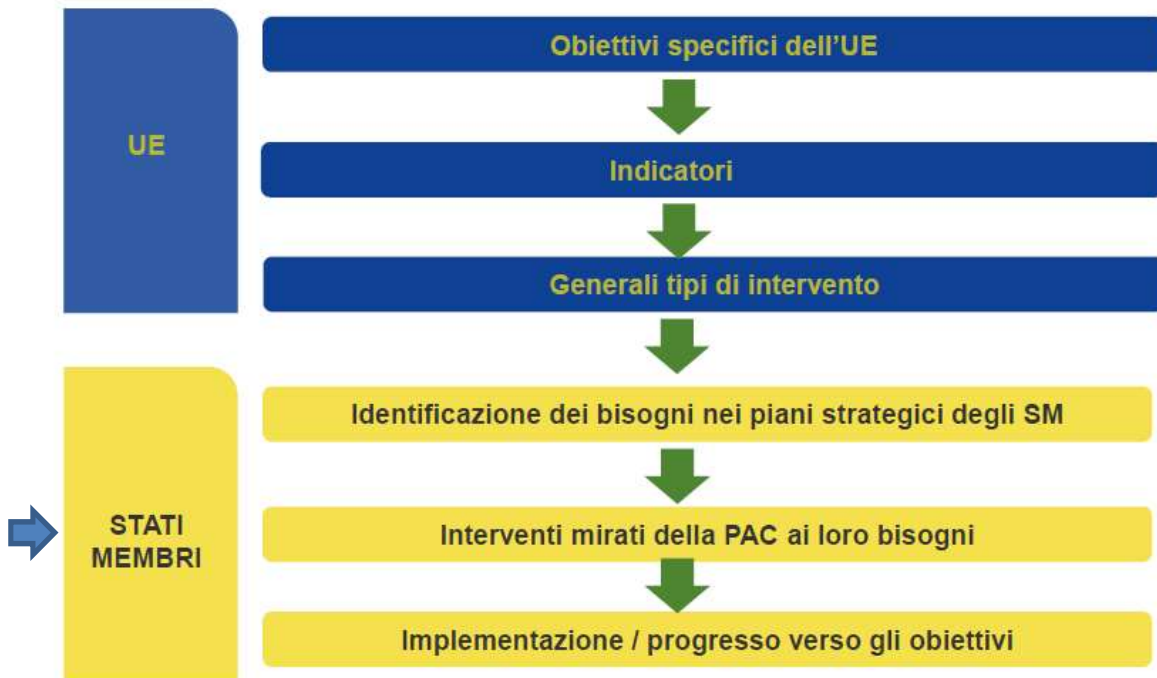 Obiettivi specifici dell'UE
UE
Indicatori
Generali tipi di intervento
Identificazione dei bisogni nei piani strategici degli SM
STATI
MEMBRI
Interventi mirati della PAC ai loro bisogni
Implementazione / progresso verso gli obiettivi